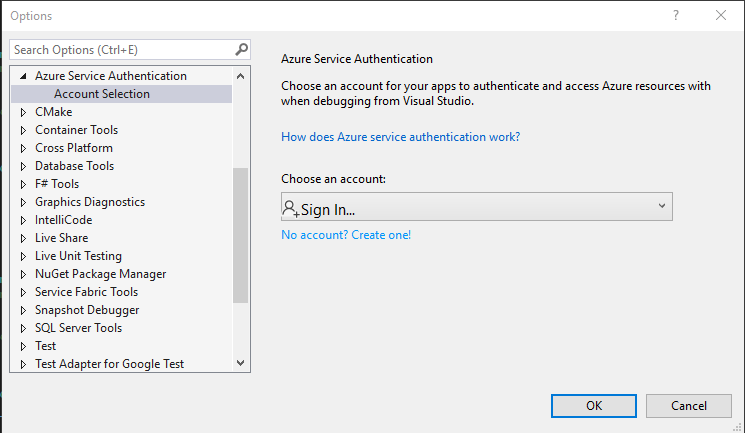 Options
?
Search Options (Ctrl+E)
Azure Service Authentication
Account Selection
CMake
Container Tools
Cross Platform
Database Tools
F# Tools
Graphics Diagnostics
IntelliCode
Live Share
Live Unit Testing
NuGet Package Manager
Service Fabric Tools
Snapshot Debugger
SQL Server Tools
Test
Test Adapter for Google Test
Azure Service Authentication
Choose an account for your apps to authenticate and access Azure resources with
when debugging from Visual Studio.
How does Azure service authentication work?
Choose an account:
Sign In...
No account? Create one!
OK
Cancel